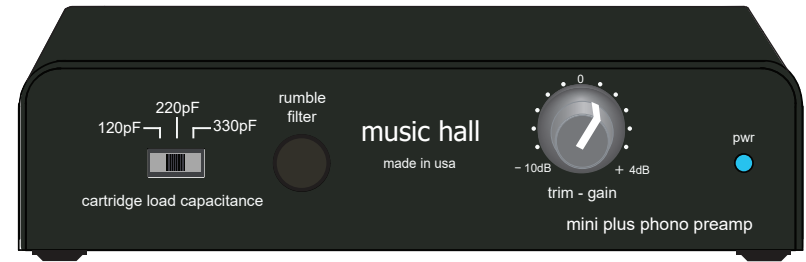 120pF
220pF
330pF
cartridge load capacitance
rumble
filter
music hall
made in usa
0
– 10dB
+ 4dB
trim - gain
pwr
mini plus phono preamp